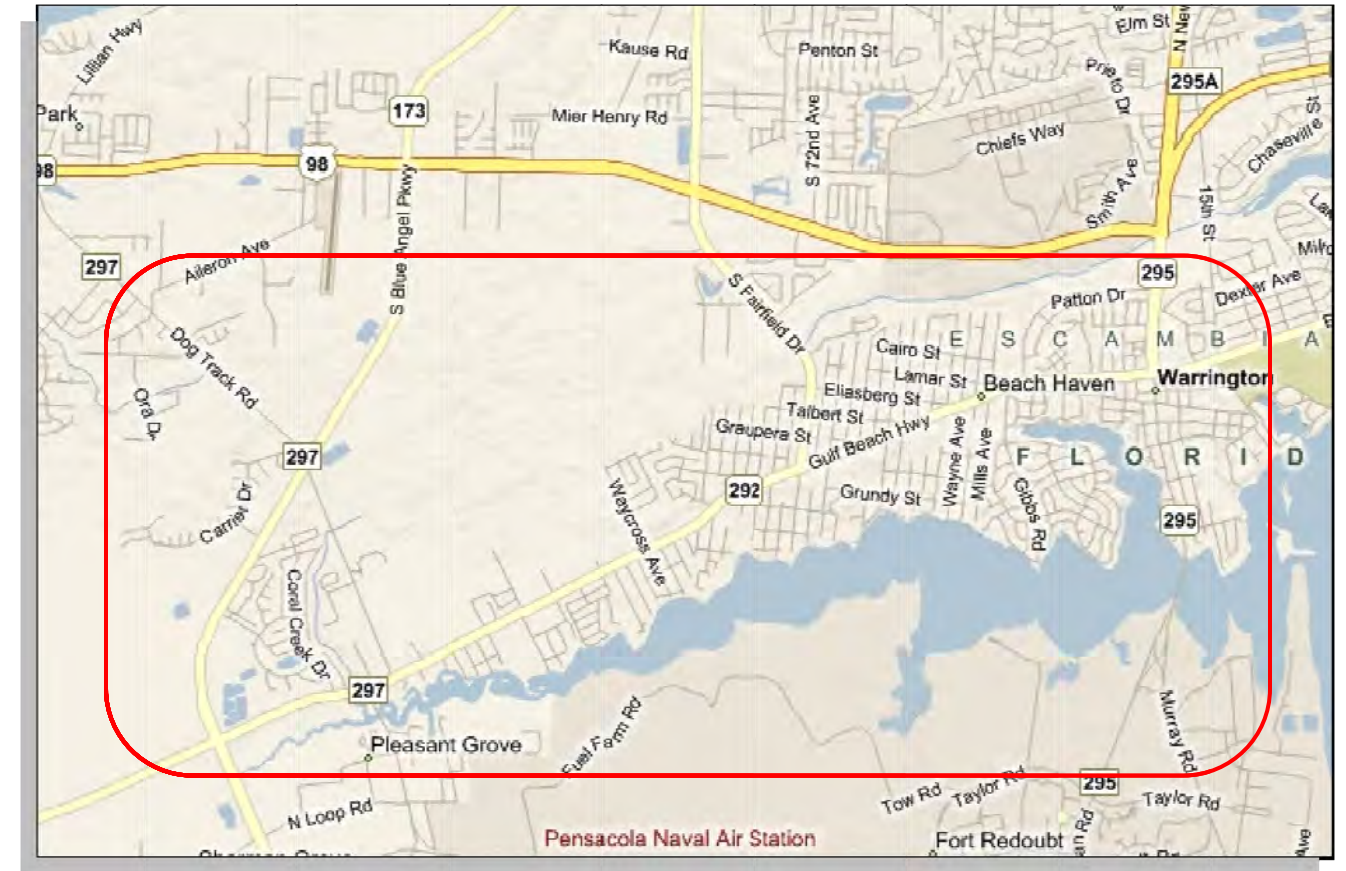 Lillian Hwy
Elm St
N New
Kause Rd
Penton St
Prieto Dr
295A
173
Park
Mier Henry Rd
S 72nd Ave
Chiefs Way
St
Chaseville
98
98
Smith Ave
15th St
S Blue Angel Pkwy
297
Aileron Ave
295
Dexter Ave
S Fairfield Dr
Patton Dr
Dog Track Rd
Cairo St
E S C A M B I A
Lamar St
Beach Haven
Warrington
Eliasberg St
Ora Dr
Talbert St
Graupera St
Gulf Beach Hwy
Wayne Ave
Mills Ave
297
F L O R I D
292
Grundy St
Gibbs Rd
Carriet Dr
Waycross Ave
295
Coral Creek Dr
297
Murray Rd
Fuel Farm Rd
Pleasant Grove
295
Tow Rd
Taylor Rd
Taylor Rd
N Loop Rd
Pensacola Naval Air Station
Fort Redoubt
an Rd
Ave